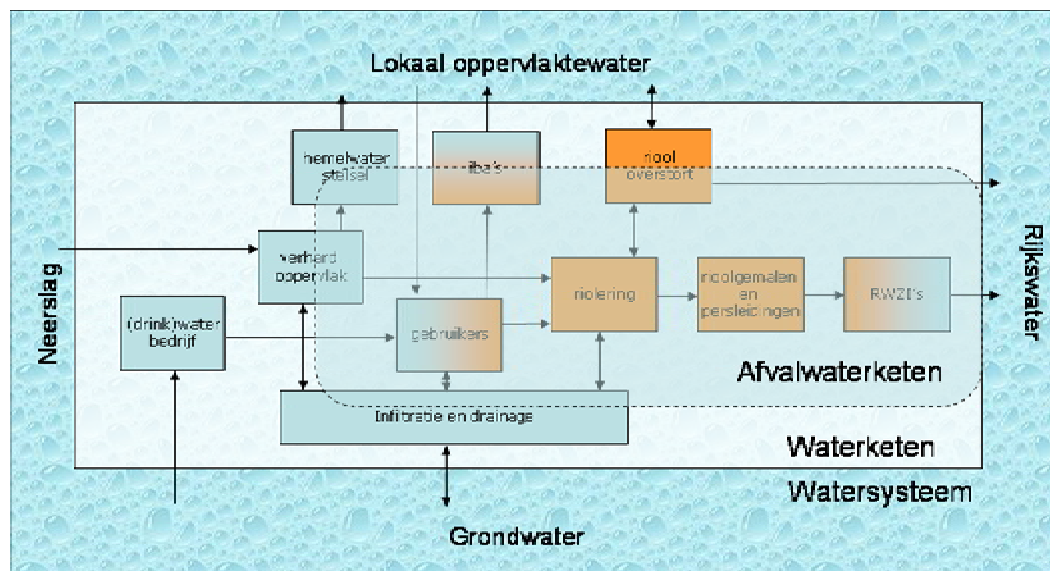 Lokaal oppervlaktewater
hemelwater
stelsel
iba's
riool
overstort
Neerslag
verhard
oppervlak
(drink)water
bedrijf
gebruikers
riolering
rioolgemalen
en
persleidingen
RWZI's
Rijkswater
Afvalwaterketen
Infiltratie en drainage
Waterketen
Watersysteem
Grondwater